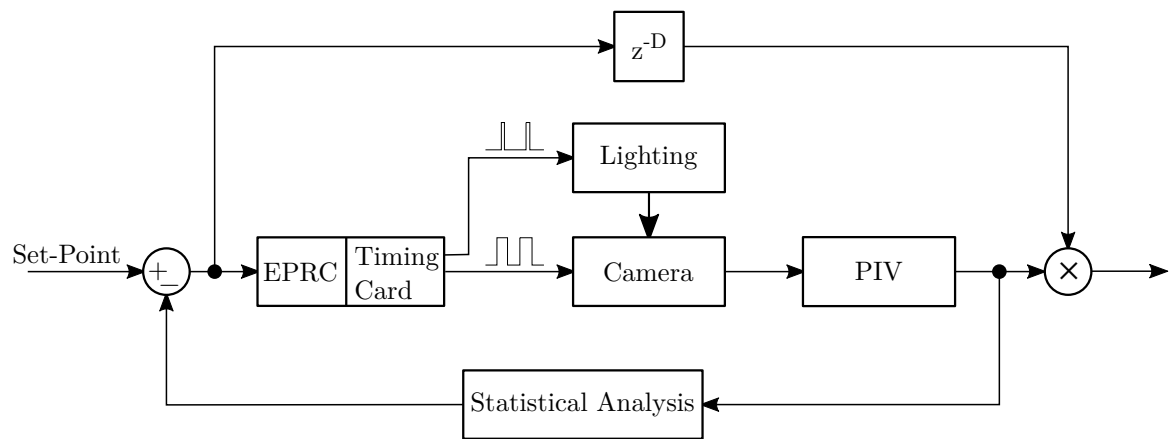 z-D
Lighting
Set-Point
+
−
EPRC
Timing
Card
Camera
PIV
×
Statistical Analysis